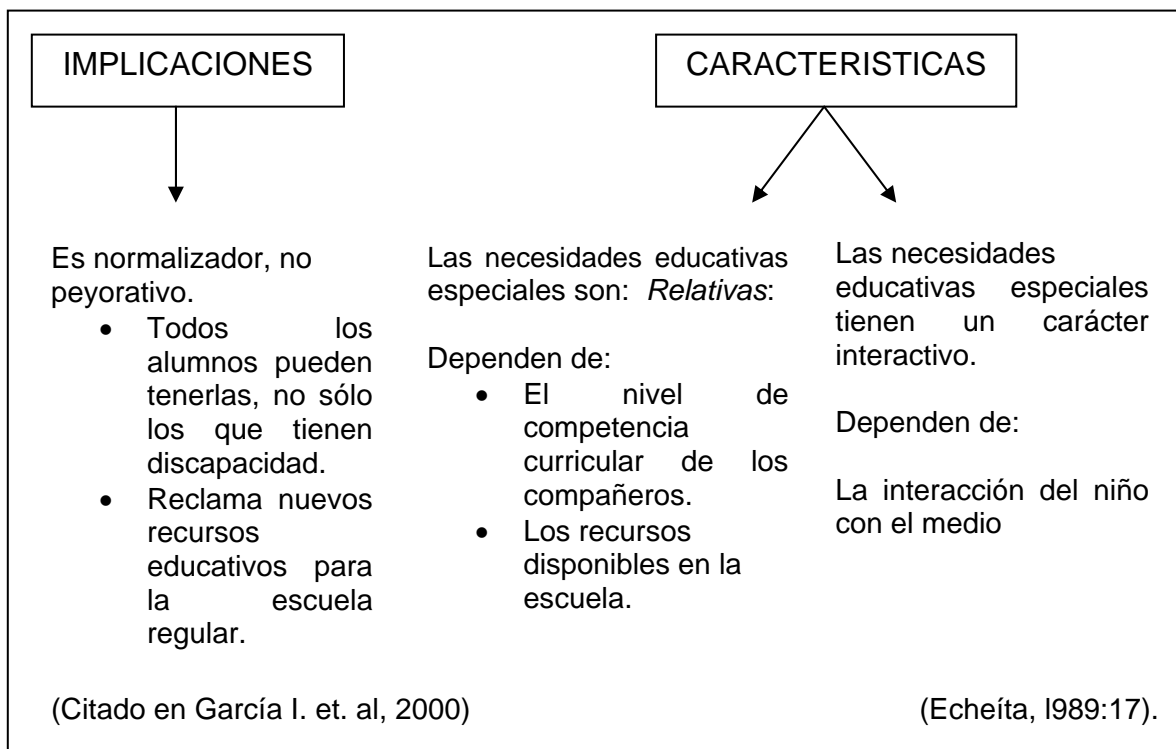 IMPLICACIONES
Es normalizador, no
peyorativo.
• Todos los
alumnos pueden
tenerlas, no sólo
los que tienen
discapacidad.
• Reclama nuevos
recursos
educativos para
la escuela
regular.
(Citado en García I. et. al, 2000)
CARACTERISTICAS
Las necesidades educativas
especiales son: Relativas:
Dependen de:
• El nivel de
competencia
curricular de los
compañeros.
• Los recursos
disponibles en la
escuela.
Las necesidades
educativas especiales
tienen un carácter
interactivo.
Dependen de:
La interacción del niño
con el medio
(Echeíta, l989:17).